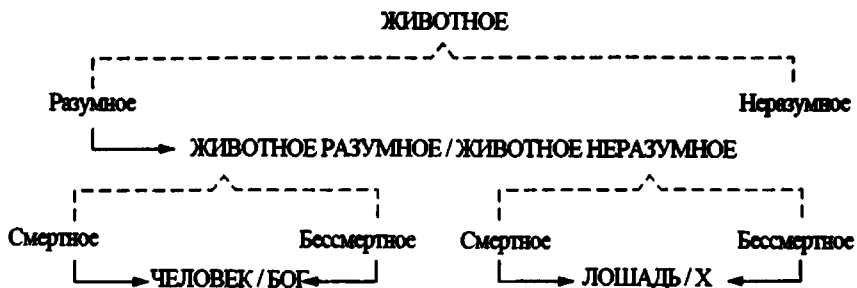 ЖИВОТНОЕ
Разумное Неразумное
ЖИВОТНОЕ РАЗУМНОЕ / ЖИВОТНОЕ НЕРАЗУМНОЕ
Смертное Бессмертное Смертное Бессмертное
ЧЕЛОВЕК / БОГ ЛОШАДЬ / X